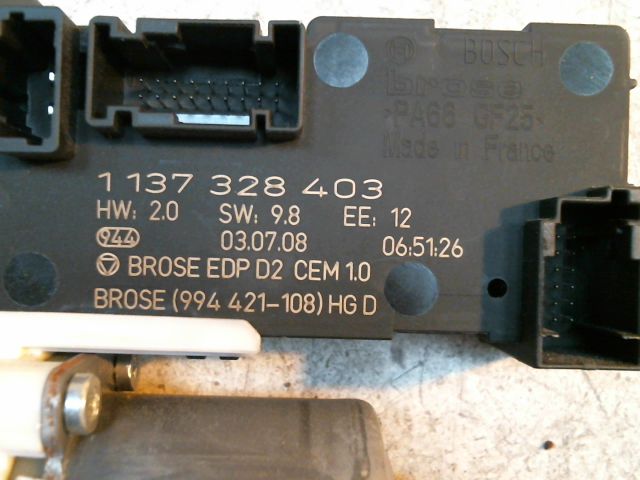 BOSCH
brose
>PA66 GF25<
Made in France
1 137 328 403
HW: 2.0 SW: 9.8 EE: 12
944 03.07.08 06:51:26
BROSE EDP D2 CEM 1.0
BROSE (994 421-108) HG D